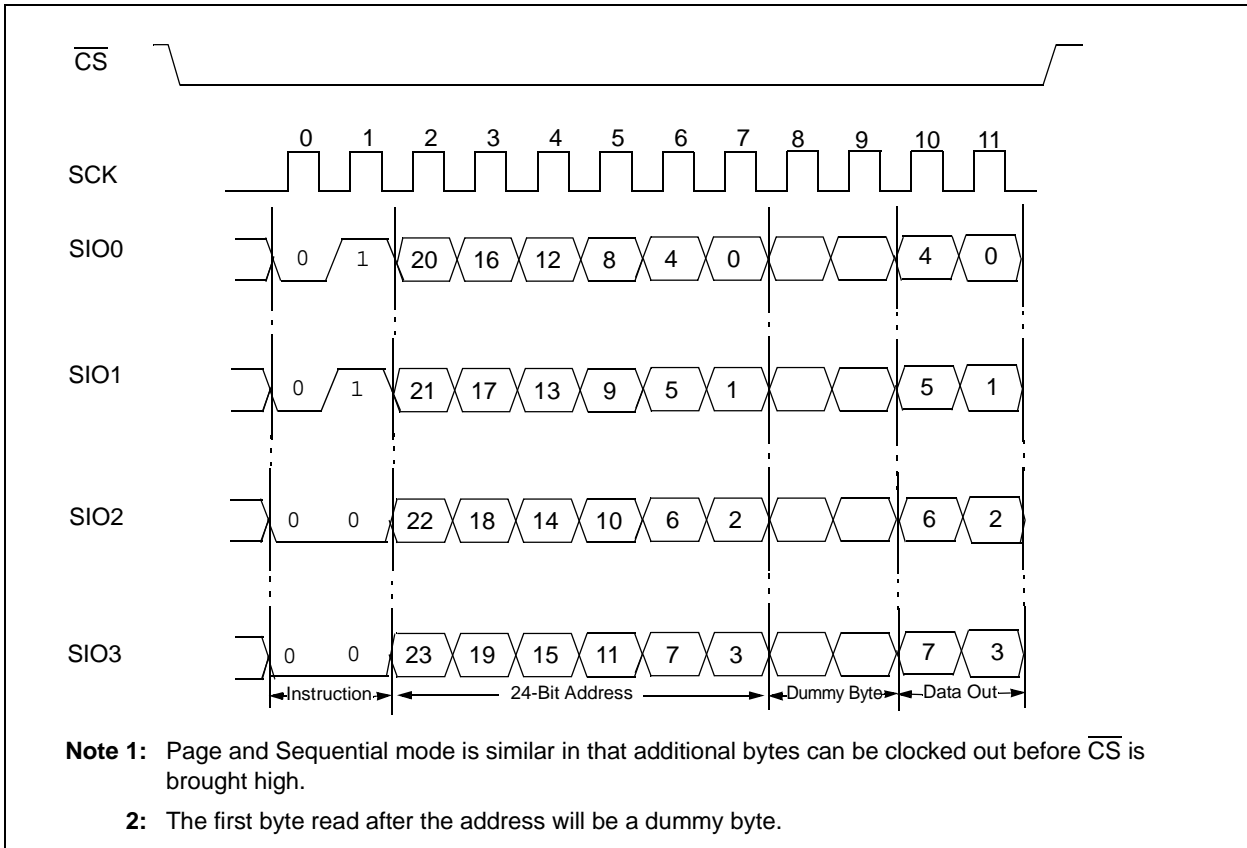 CS
0 1 2 3 4 5 6 7 8 9 10 11
SCK
SIO0 0 1 20 16 12 8 4 0 4 0
SIO1 0 1 21 17 13 9 5 1 5 1
SIO2 0 0 22 18 14 10 6 2 6 2
SIO3 0 0 23 19 15 11 7 3 7 3
Instruction 24-Bit Address Dummy Byte Data Out
Note 1: Page and Sequential mode is similar in that additional bytes can be clocked out before CS is
brought high.
2: The first byte read after the address will be a dummy byte.